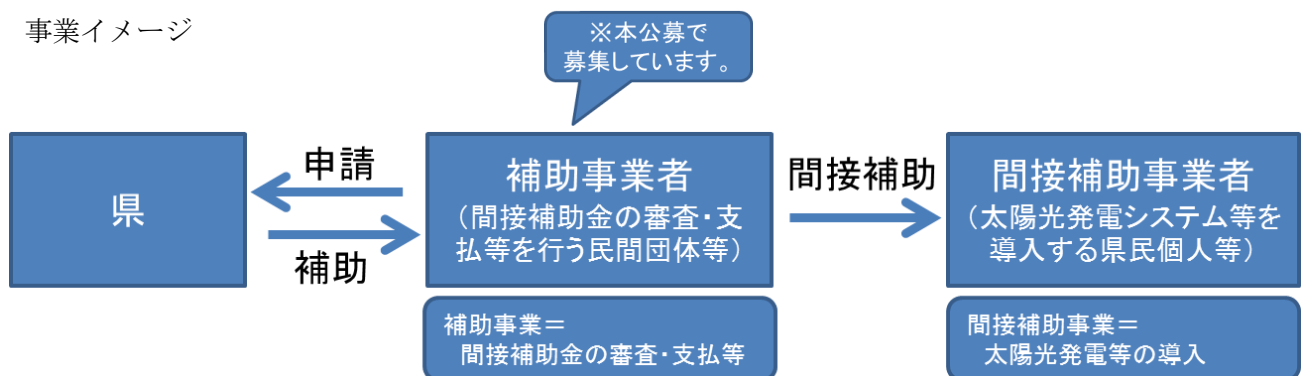 事業イメージ
※本公募で
募集しています。
県
申請
補助
補助事業者
（間接補助金の審査・支
払等を行う民間団体等）
間接補助
間接補助事業者
（太陽光発電システム等を
導入する県民個人等）
補助事業＝
間接補助金の審査・支払等
間接補助事業＝
太陽光発電等の導入